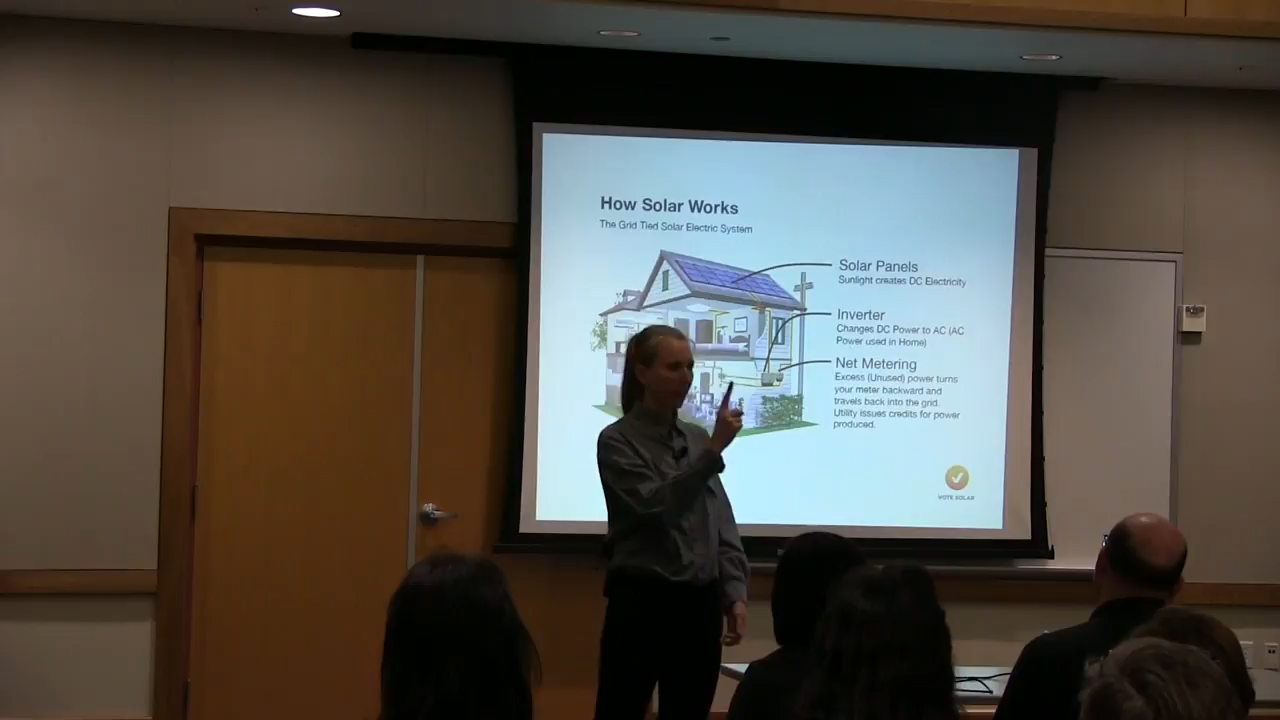 How Solar Works
The Grid Tied Solar Electric System
Solar Panels
Sunlight creates DC Electricity
Inverter
Changes DC Power to AC (AC
Power used in Home)
Net Metering
Excess (Unused) power turns
your meter backward and
travels back into the grid.
Utility issues credits for power
produced.
VOTE SOLAR